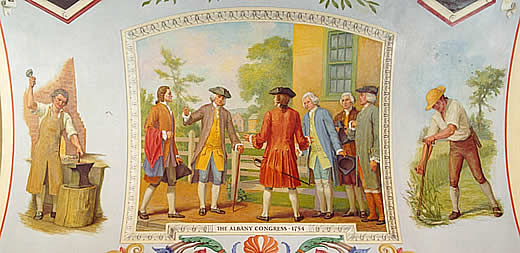 THE ALBANY CONGRESS - 1754